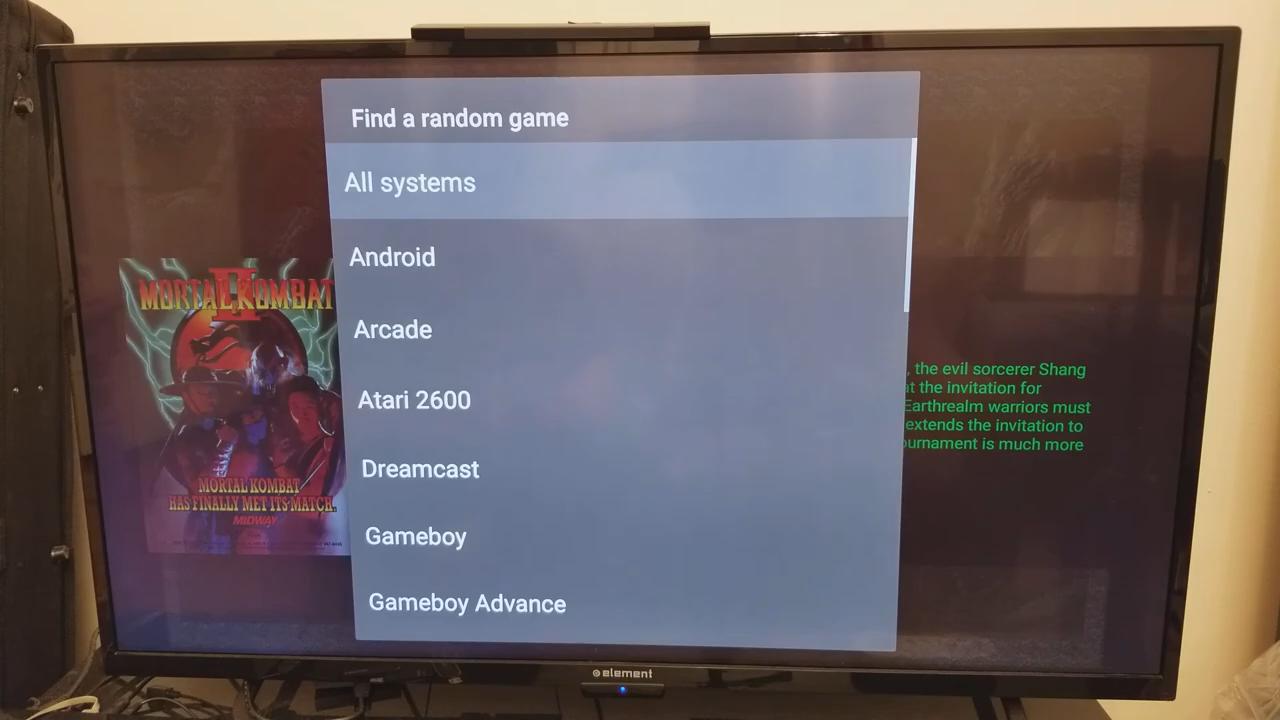 Find a random game
All systems
Android
Arcade
Atari 2600
Dreamcast
Gameboy
Gameboy Advance
II
MORTAL KOMBAT
MORTAL KOMBAT
HAS FINALLY MET ITS MATCH.
MIDWAY
, the evil sorcerer Shang
at the invitation for
Earthrealm warriors must
extends the invitation to
ournament is much more
element